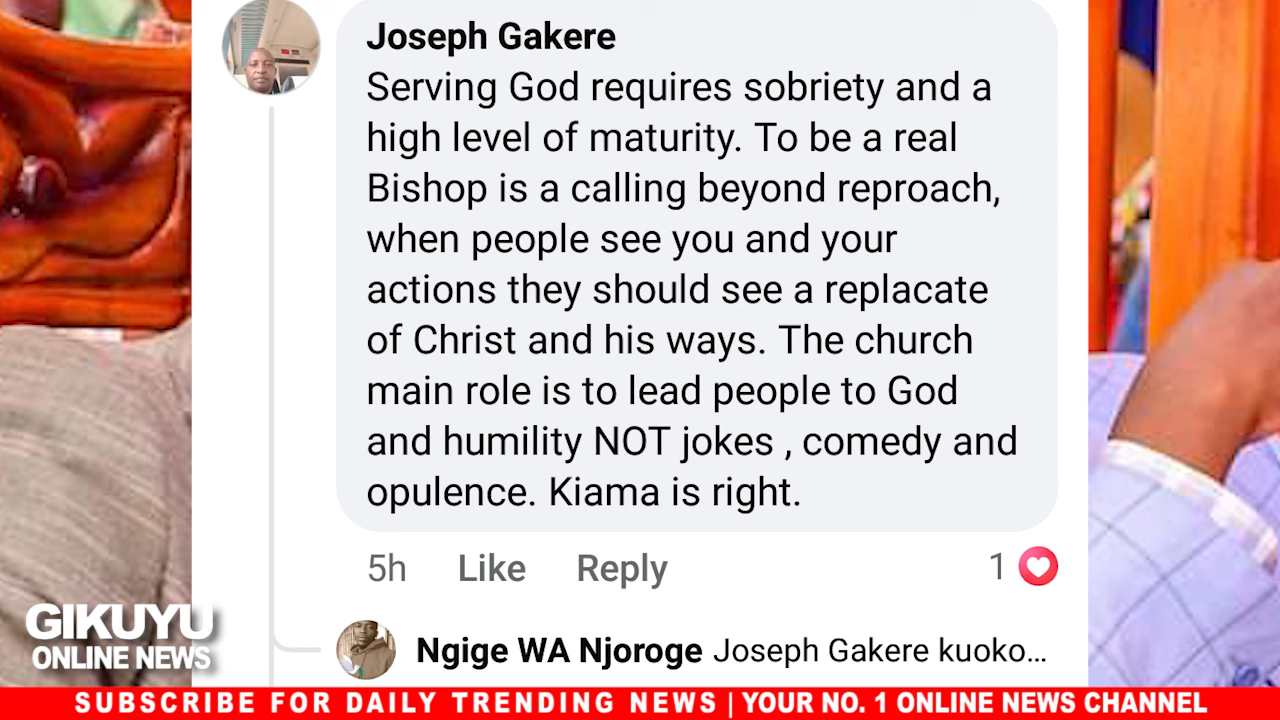 Joseph Gakere
Serving God requires sobriety and a
high level of maturity. To be a real
Bishop is a calling beyond reproach,
when people see you and your
actions they should see a replacate
of Christ and his ways. The church
main role is to lead people to God
and humility NOT jokes , comedy and
opulence. Kiama is right.
5h Like Reply 1
Ngige WA Njoroge Joseph Gakere kuoko...
GIKUYU
ONLINE NEWS
SUBSCRIBE FOR DAILY TRENDING NEWS | YOUR NO. 1 ONLINE NEWS CHANNEL